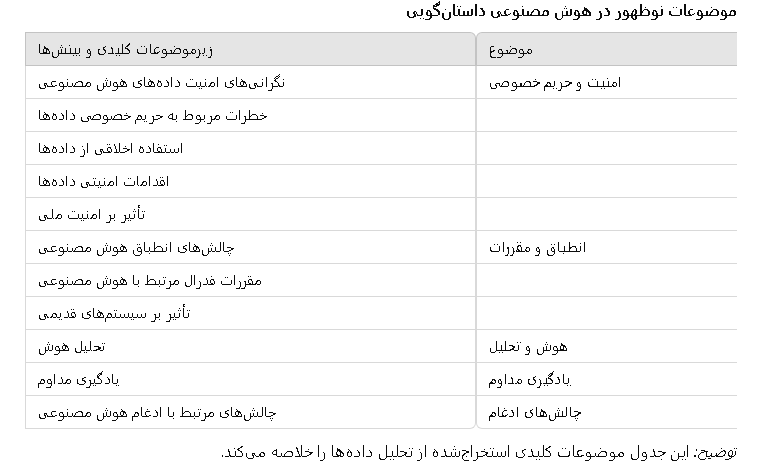 موضوعات نوظهور در هوش مصنوعی داستان‌گویی
موضوع	زیرموضوعات کلیدی و بینش‌ها
امنیت و حریم خصوصی	نگرانی‌های امنیت داده‌های هوش مصنوعی
خطرات مربوط به حریم خصوصی داده‌ها
استفاده اخلاقی از داده‌ها
اقدامات امنیتی داده‌ها
تأثیر بر امنیت ملی
انطباق و مقررات	چالش‌های انطباق هوش مصنوعی
مقررات فدرال مرتبط با هوش مصنوعی
تأثیر بر سیستم‌های قدیمی
هوش و تحلیل	تحلیل هوش
یادگیری مداوم	یادگیری مداوم
چالش‌های ادغام	چالش‌های مرتبط با ادغام هوش مصنوعی
توضیح: این جدول موضوعات کلیدی استخراج‌شده از تحلیل داده‌ها را خلاصه می‌کند.